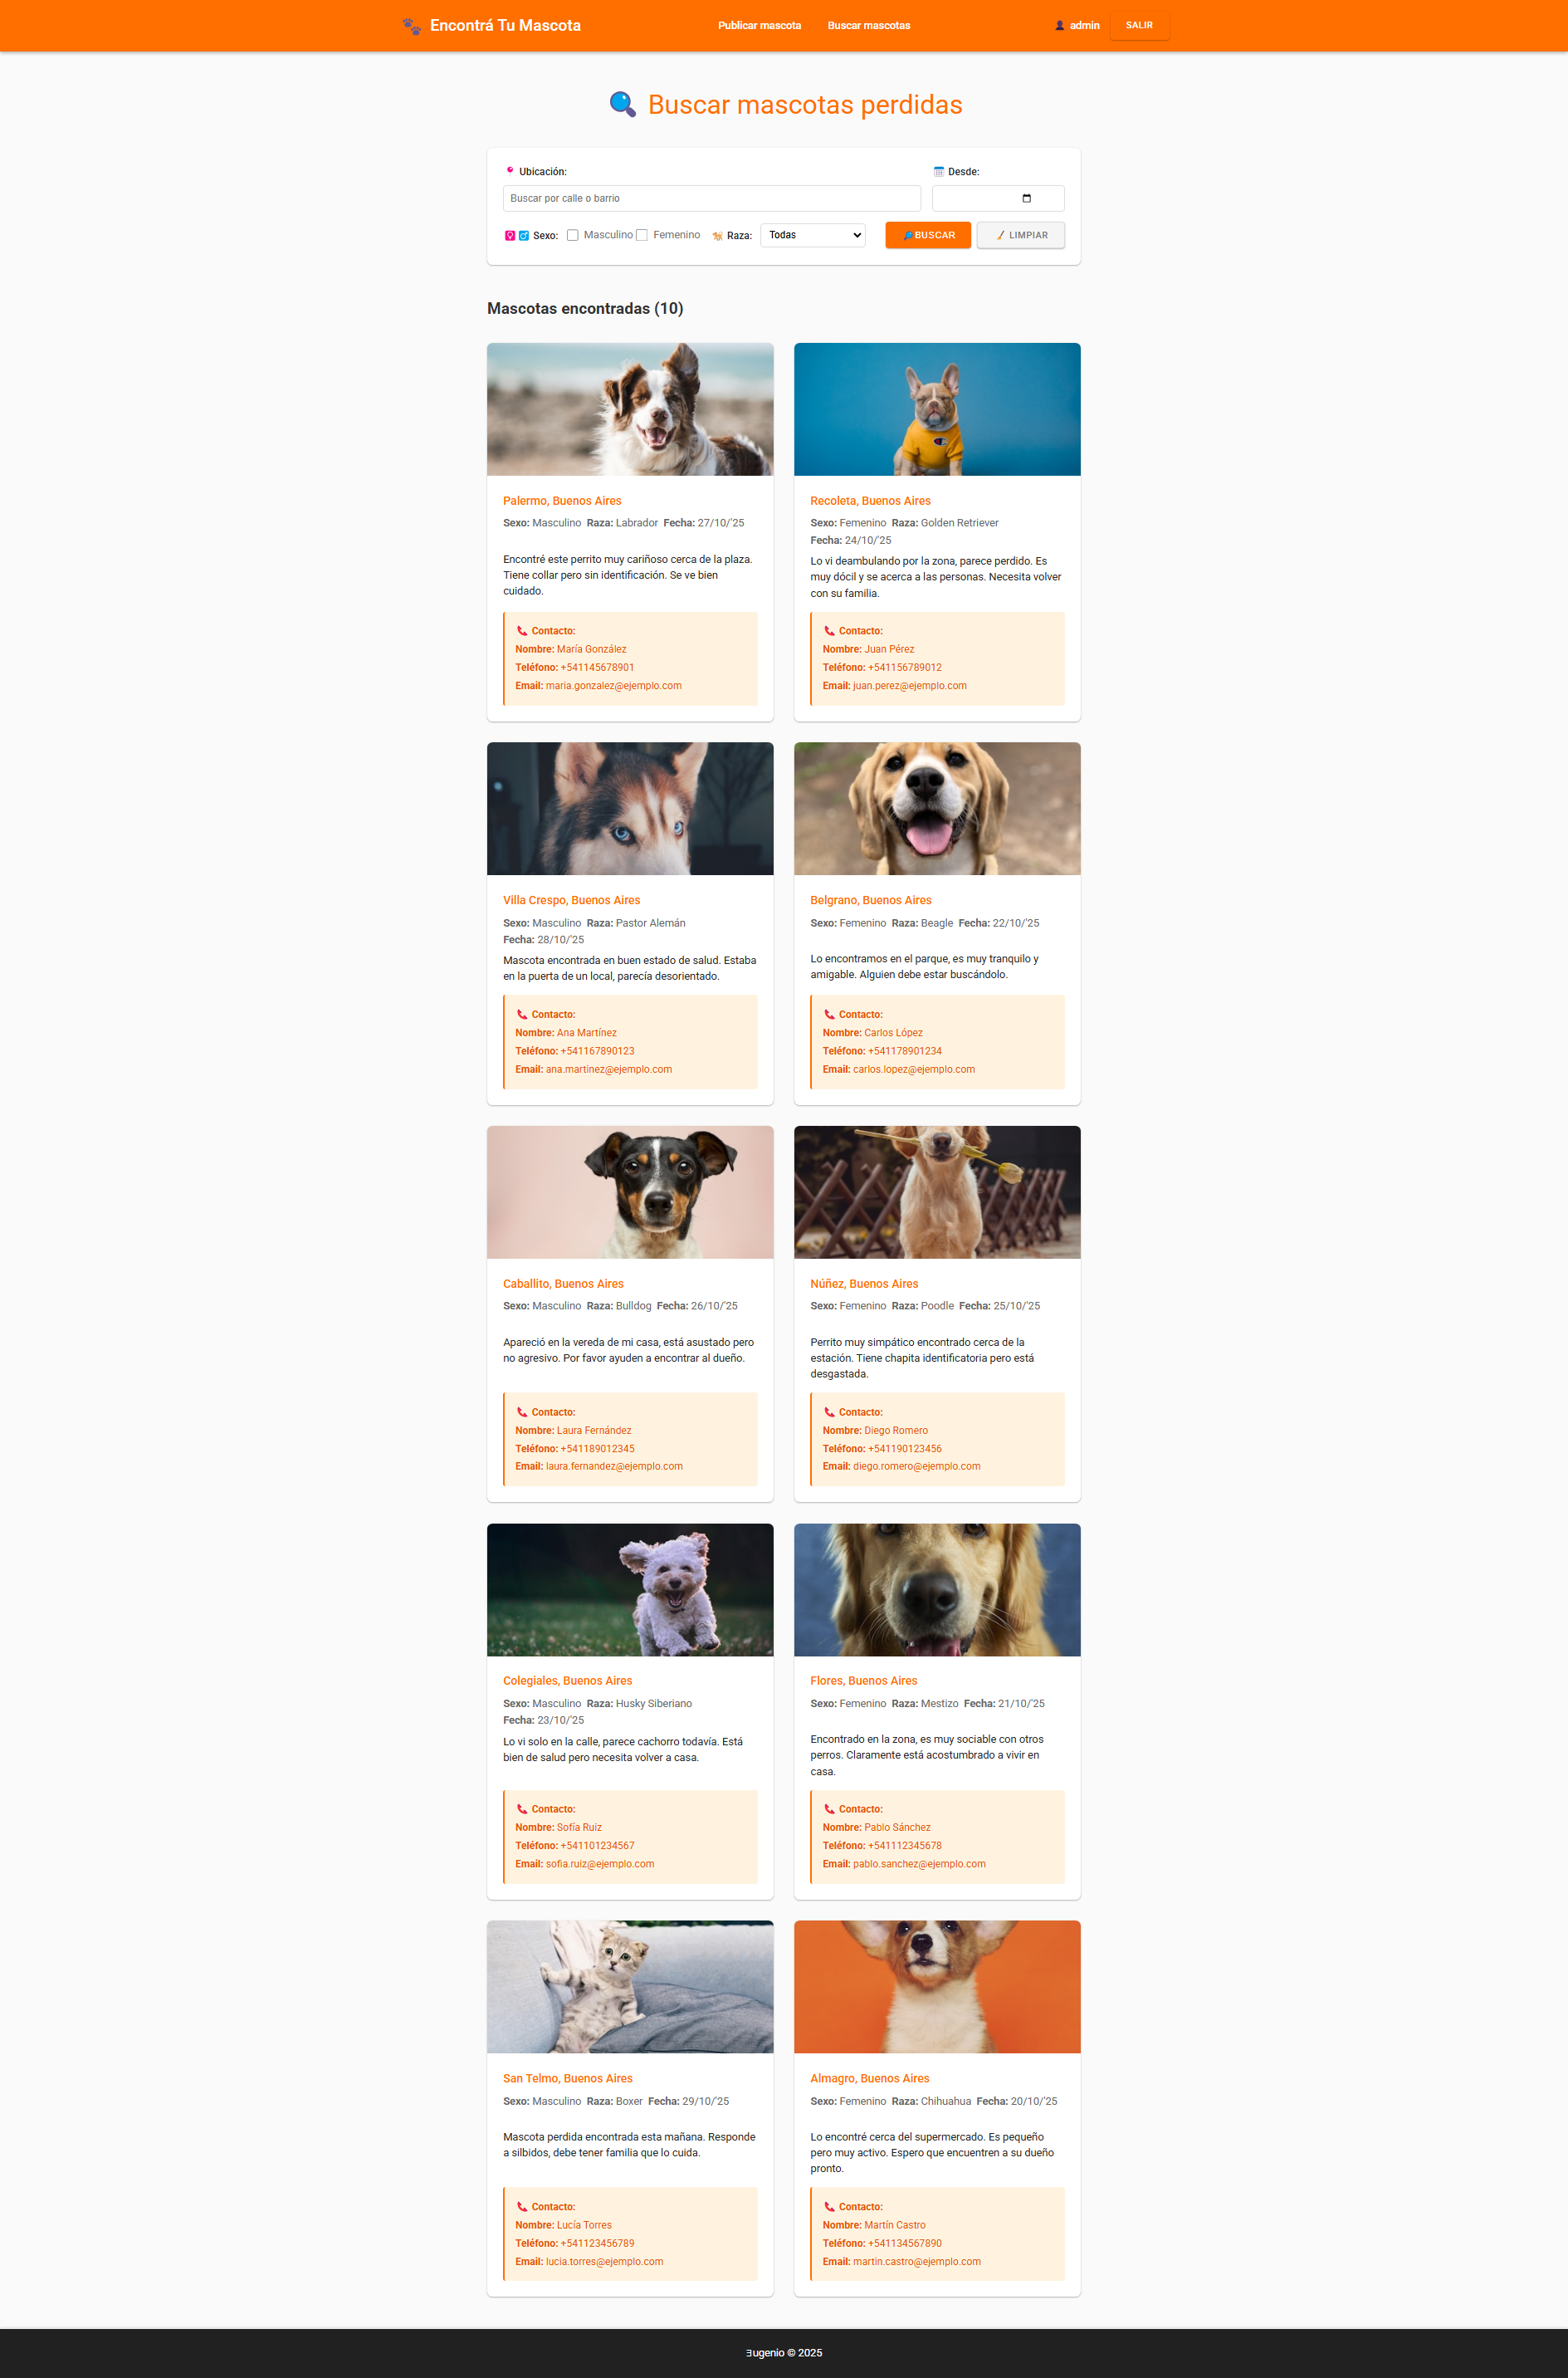 Encontrá Tu Mascota
Publicar mascota
Buscar mascotas
admin
SALIR
Buscar mascotas perdidas
Ubicación:
Desde:
Buscar por calle o barrio
Sexo:
Masculino
Femenino
Raza:
Todas
BUSCAR
LIMPIAR
Mascotas encontradas (10)
Palermo, Buenos Aires
Sexo: Masculino Raza: Labrador Fecha: 27/10/'25
Encontré este perrito muy cariñoso cerca de la plaza.
Tiene collar pero sin identificación. Se ve bien
cuidado.
Contacto:
Nombre: María González
Teléfono: +541145678901
Email: maria.gonzalez@ejemplo.com
Recoleta, Buenos Aires
Sexo: Femenino Raza: Golden Retriever
Fecha: 24/10/'25
Lo vi deambulando por la zona, parece perdido. Es
muy dócil y se acerca a las personas. Necesita volver
con su familia.
Contacto:
Nombre: Juan Pérez
Teléfono: +541156789012
Email: juan.perez@ejemplo.com
Villa Crespo, Buenos Aires
Sexo: Masculino Raza: Pastor Alemán
Fecha: 28/10/'25
Mascota encontrada en buen estado de salud. Estaba
en la puerta de un local, parecía desorientado.
Contacto:
Nombre: Ana Martínez
Teléfono: +541167890123
Email: ana.martinez@ejemplo.com
Belgrano, Buenos Aires
Sexo: Femenino Raza: Beagle Fecha: 22/10/'25
Lo encontramos en el parque, es muy tranquilo y
amigable. Alguien debe estar buscándolo.
Contacto:
Nombre: Carlos López
Teléfono: +541178901234
Email: carlos.lopez@ejemplo.com
Caballito, Buenos Aires
Sexo: Masculino Raza: Bulldog Fecha: 26/10/'25
Apareció en la vereda de mi casa, está asustado pero
no agresivo. Por favor ayuden a encontrar al dueño.
Contacto:
Nombre: Laura Fernández
Teléfono: +541189012345
Email: laura.fernandez@ejemplo.com
Núñez, Buenos Aires
Sexo: Femenino Raza: Poodle Fecha: 25/10/'25
Perrito muy simpático encontrado cerca de la
estación. Tiene chapita identificatoria pero está
desgastada.
Contacto:
Nombre: Diego Romero
Teléfono: +541190123456
Email: diego.romero@ejemplo.com
Colegiales, Buenos Aires
Sexo: Masculino Raza: Husky Siberiano
Fecha: 23/10/'25
Lo vi solo en la calle, parece cachorro todavía. Está
bien de salud pero necesita volver a casa.
Contacto:
Nombre: Sofía Ruiz
Teléfono: +541101234567
Email: sofia.ruiz@ejemplo.com
Flores, Buenos Aires
Sexo: Femenino Raza: Mestizo Fecha: 21/10/'25
Encontrado en la zona, es muy sociable con otros
perros. Claramente está acostumbrado a vivir en
casa.
Contacto:
Nombre: Pablo Sánchez
Teléfono: +541112345678
Email: pablo.sanchez@ejemplo.com
San Telmo, Buenos Aires
Sexo: Masculino Raza: Boxer Fecha: 29/10/'25
Mascota perdida encontrada esta mañana. Responde
a silbidos, debe tener familia que lo cuida.
Contacto:
Nombre: Lucía Torres
Teléfono: +541123456789
Email: lucia.torres@ejemplo.com
Almagro, Buenos Aires
Sexo: Femenino Raza: Chihuahua Fecha: 20/10/'25
Lo encontré cerca del supermercado. Es pequeño
pero muy activo. Espero que encuentren a su dueño
pronto.
Contacto:
Nombre: Martín Castro
Teléfono: +541134567890
Email: martin.castro@ejemplo.com
Ǝugenio © 2025